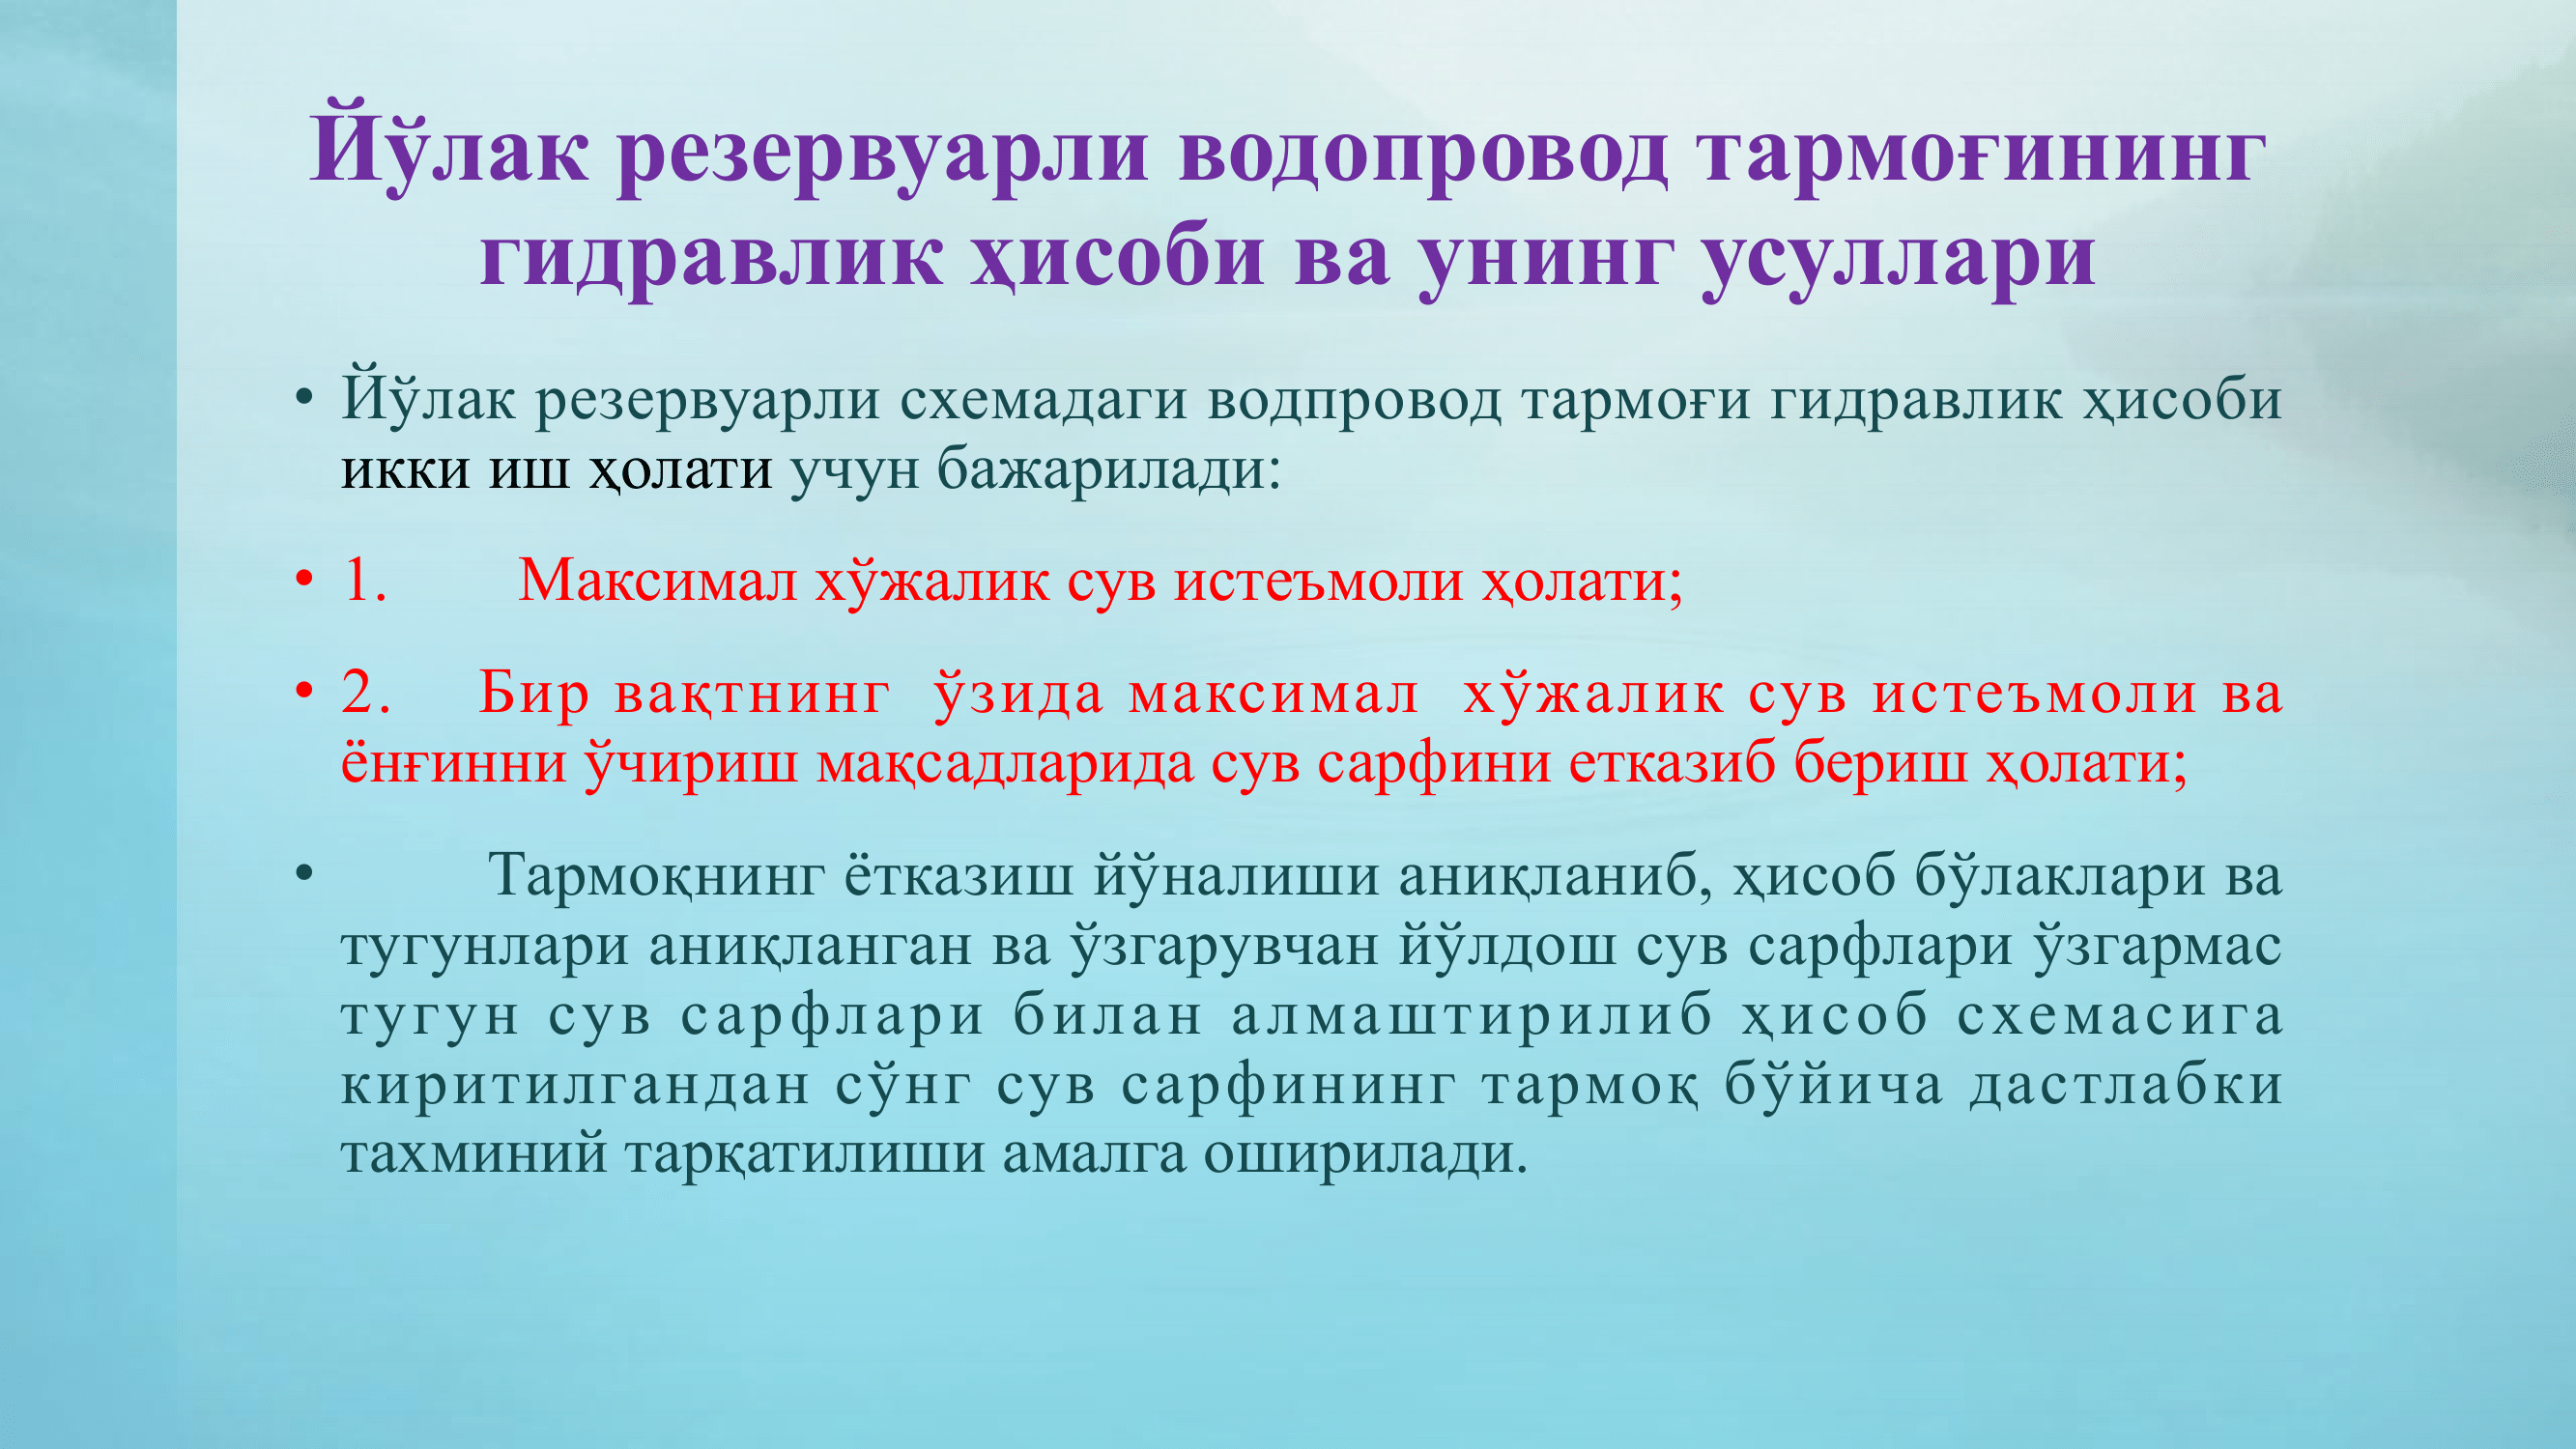 Йўлак резервуарли водопровод тармоғининг
гидравлик ҳисоби ва унинг усуллари
• Йўлак резервуарли схемадаги водпровод тармоғи гидравлик ҳисоби
икки иш ҳолати учун бажарилади:
• 1. Максимал хўжалик сув истеъмоли ҳолати;
• 2. Бир вақтнинг ўзида максимал хўжалик сув истеъмоли ва
ёнғинни ўчириш мақсадларида сув сарфини етказиб бериш ҳолати;
• Тармоқнинг ётказиш йўналиши аниқланиб, ҳисоб бўлаклари ва
тугунлари аниқланган ва ўзгарувчан йўлдош сув сарфлари ўзгармас
тугун сув сарфлари билан алмаштирилиб ҳисоб схемасига
киритилгандан сўнг сув сарфининг тармоқ бўйича дастлабки
тахминий тарқатилиши амалга оширилади.